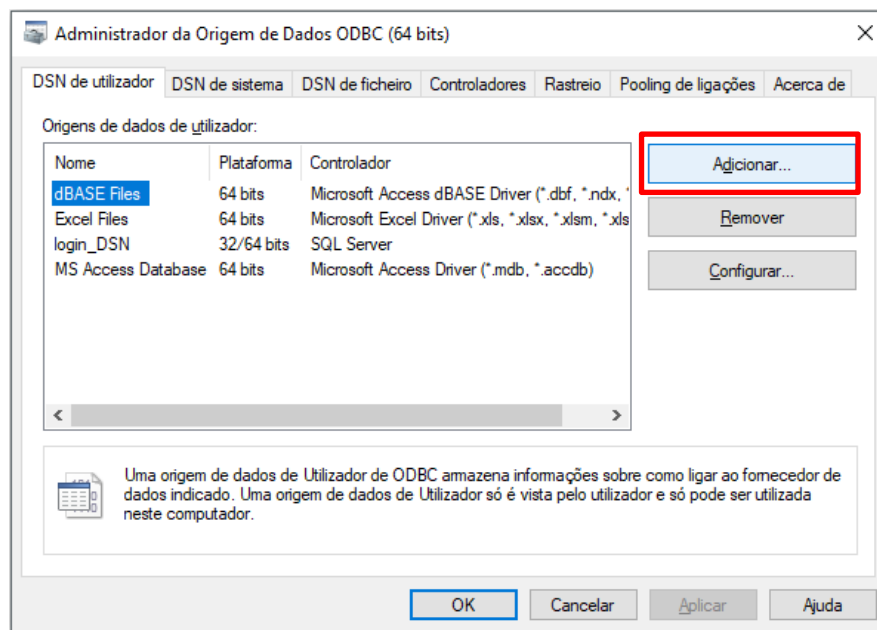 Administrador da Origem de Dados ODBC (64 bits)
DSN de utilizador DSN de sistema DSN de ficheiro Controladores Rastreio Pooling de ligações Acerca de
Origens de dados de utilizador:
Nome Plataforma Controlador
dBASE Files 64 bits Microsoft Access dBASE Driver (*.dbf, *.ndx, *
Excel Files 64 bits Microsoft Excel Driver (*.xls, *.xlsx, *.xlsm, *.xls
login_DSN 32/64 bits SQL Server
MS Access Database 64 bits Microsoft Access Driver (*.mdb, *.accdb)
Adicionar...
Remover
Configurar...
Uma origem de dados de Utilizador de ODBC armazena informações sobre como ligar ao fornecedor de
dados indicado. Uma origem de dados de Utilizador só é vista pelo utilizador e só pode ser utilizada
neste computador.
OK Cancelar Aplicar Ajuda